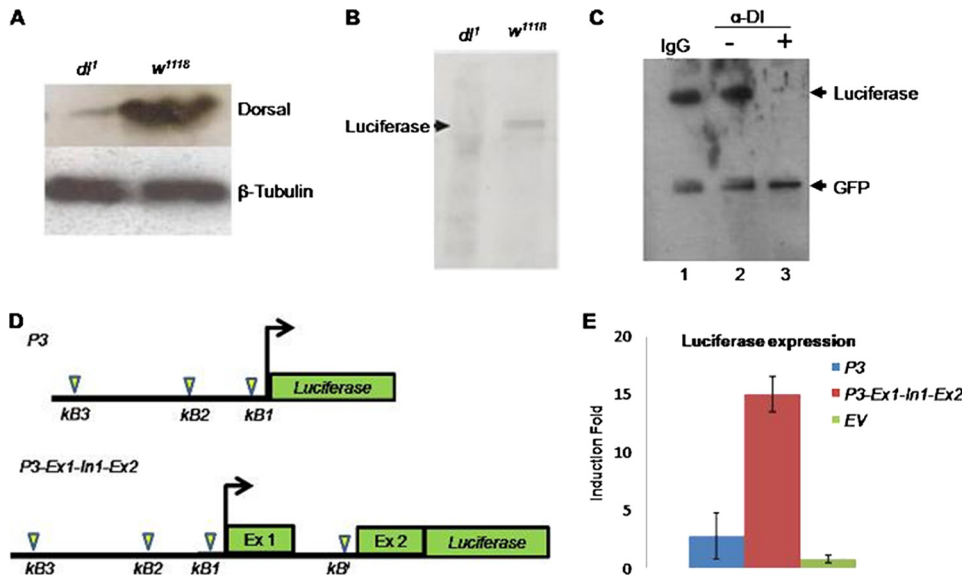 A
dl¹ w¹¹¹⁸
Dorsal
β-Tubulin
B
dl¹ w¹¹¹⁸
Luciferase
C
α-Dl
IgG - +
Luciferase
GFP
1 2 3
D
P3
Luciferase
kB3 kB2 kB1
P3-Ex1-In1-Ex2
Ex 1 Ex 2 Luciferase
kB3 kB2 kB1 kBⁱ
E
Luciferase expression
Induction Fold
20
15
10
5
0
P3
P3-Ex1-In1-Ex2
EV